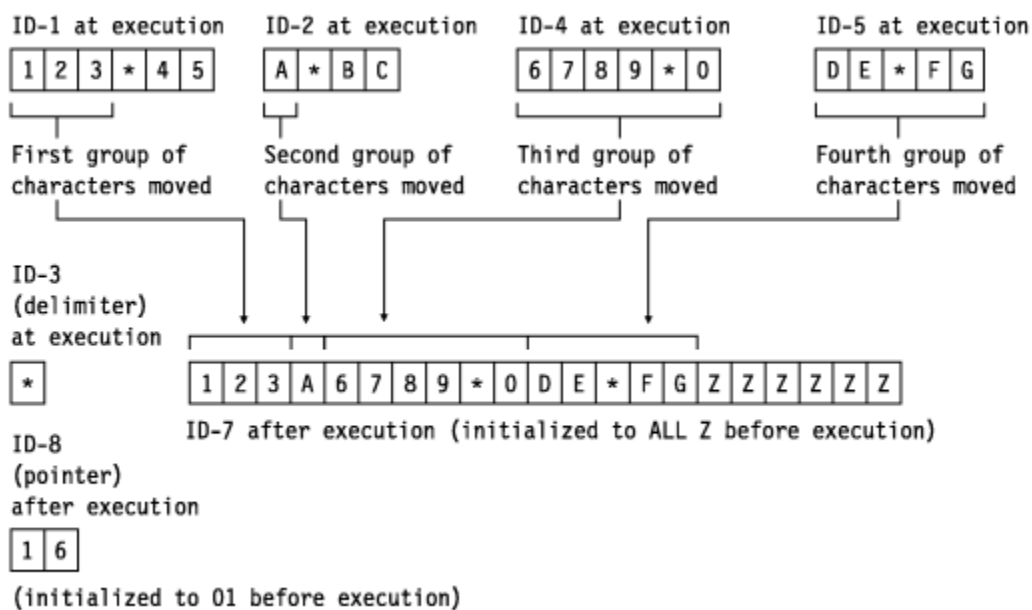 ID-1 at execution ID-2 at execution ID-4 at execution ID-5 at execution
1 2 3 * 4 5 A * B C 6 7 8 9 * 0 D E * F G
First group of Second group of Third group of Fourth group of
characters moved characters moved characters moved characters moved
ID-3
(delimiter)
at execution
* 1 2 3 A 6 7 8 9 * 0 D E * F G Z Z Z Z Z Z
ID-7 after execution (initialized to ALL Z before execution)
ID-8
(pointer)
after execution
1 6
(initialized to 01 before execution)